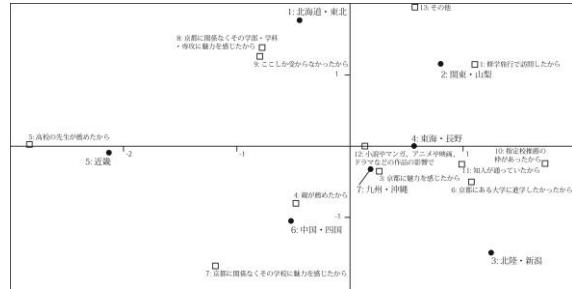 13: その他
1: 北海道・東北
8: 京都に関係なくその学部・学科
・専攻に魅力を感じたから
9: ここしか受からなかったから
1: 修学旅行で訪問したから
2: 関東・山梨
1
5: 高校の先生が薦めたから
4: 東海・長野
-2
-1
1
5: 近畿
12: 小説やマンガ、アニメや映画、
ドラマなどの作品の影響で
10: 指定校推薦の
枠があったから
11: 知人が通っていたから
3: 京都に魅力を感じたから
7: 九州・沖縄
6: 京都にある大学に進学したかったから
4: 親が薦めたから
-1
6: 中国・四国
3: 北陸・新潟
7: 京都に関係なくその学校に魅力を感じたから